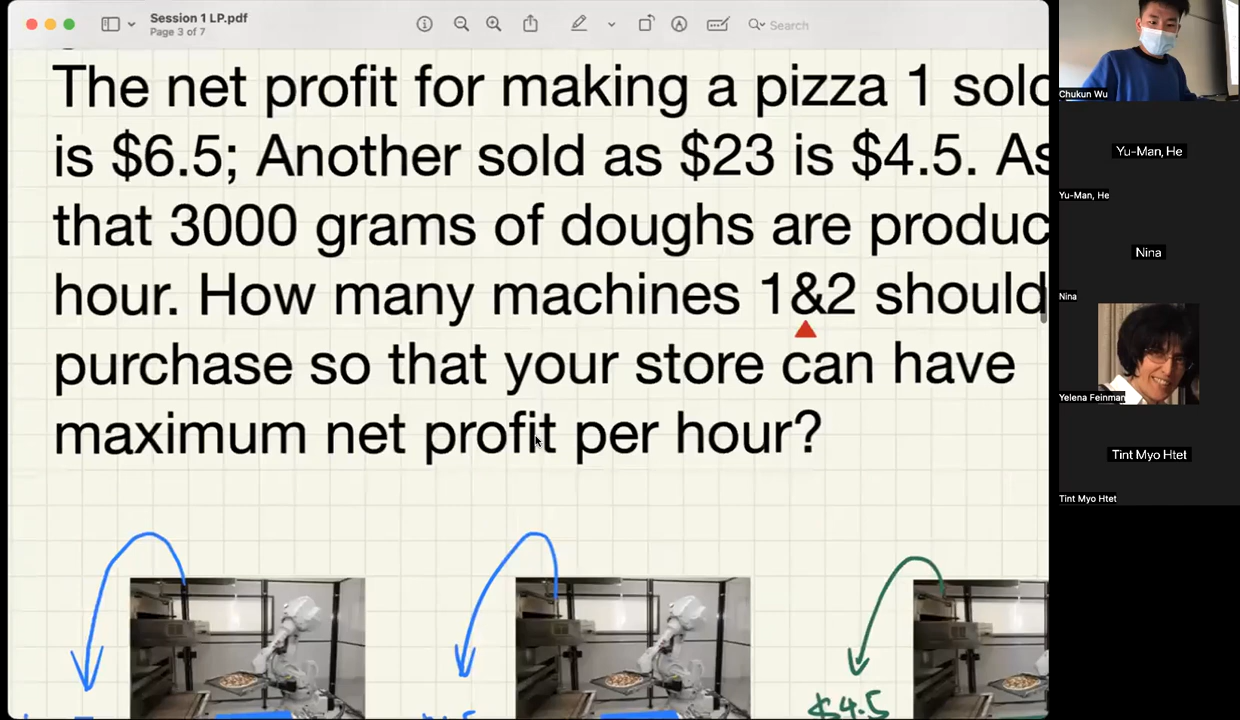 Session 1 LP.pdf
Page 3 of 7
Search
The net profit for making a pizza 1 sold
is $6.5; Another sold as $23 is $4.5. As
that 3000 grams of doughs are produc
hour. How many machines 1&2 should
purchase so that your store can have
maximum net profit per hour?
$4.5
Chukun Wu
Yu-Man, He
Yu-Man, He
Nina
Nina
Yelena Feinman
Tint Myo Htet
Tint Myo Htet